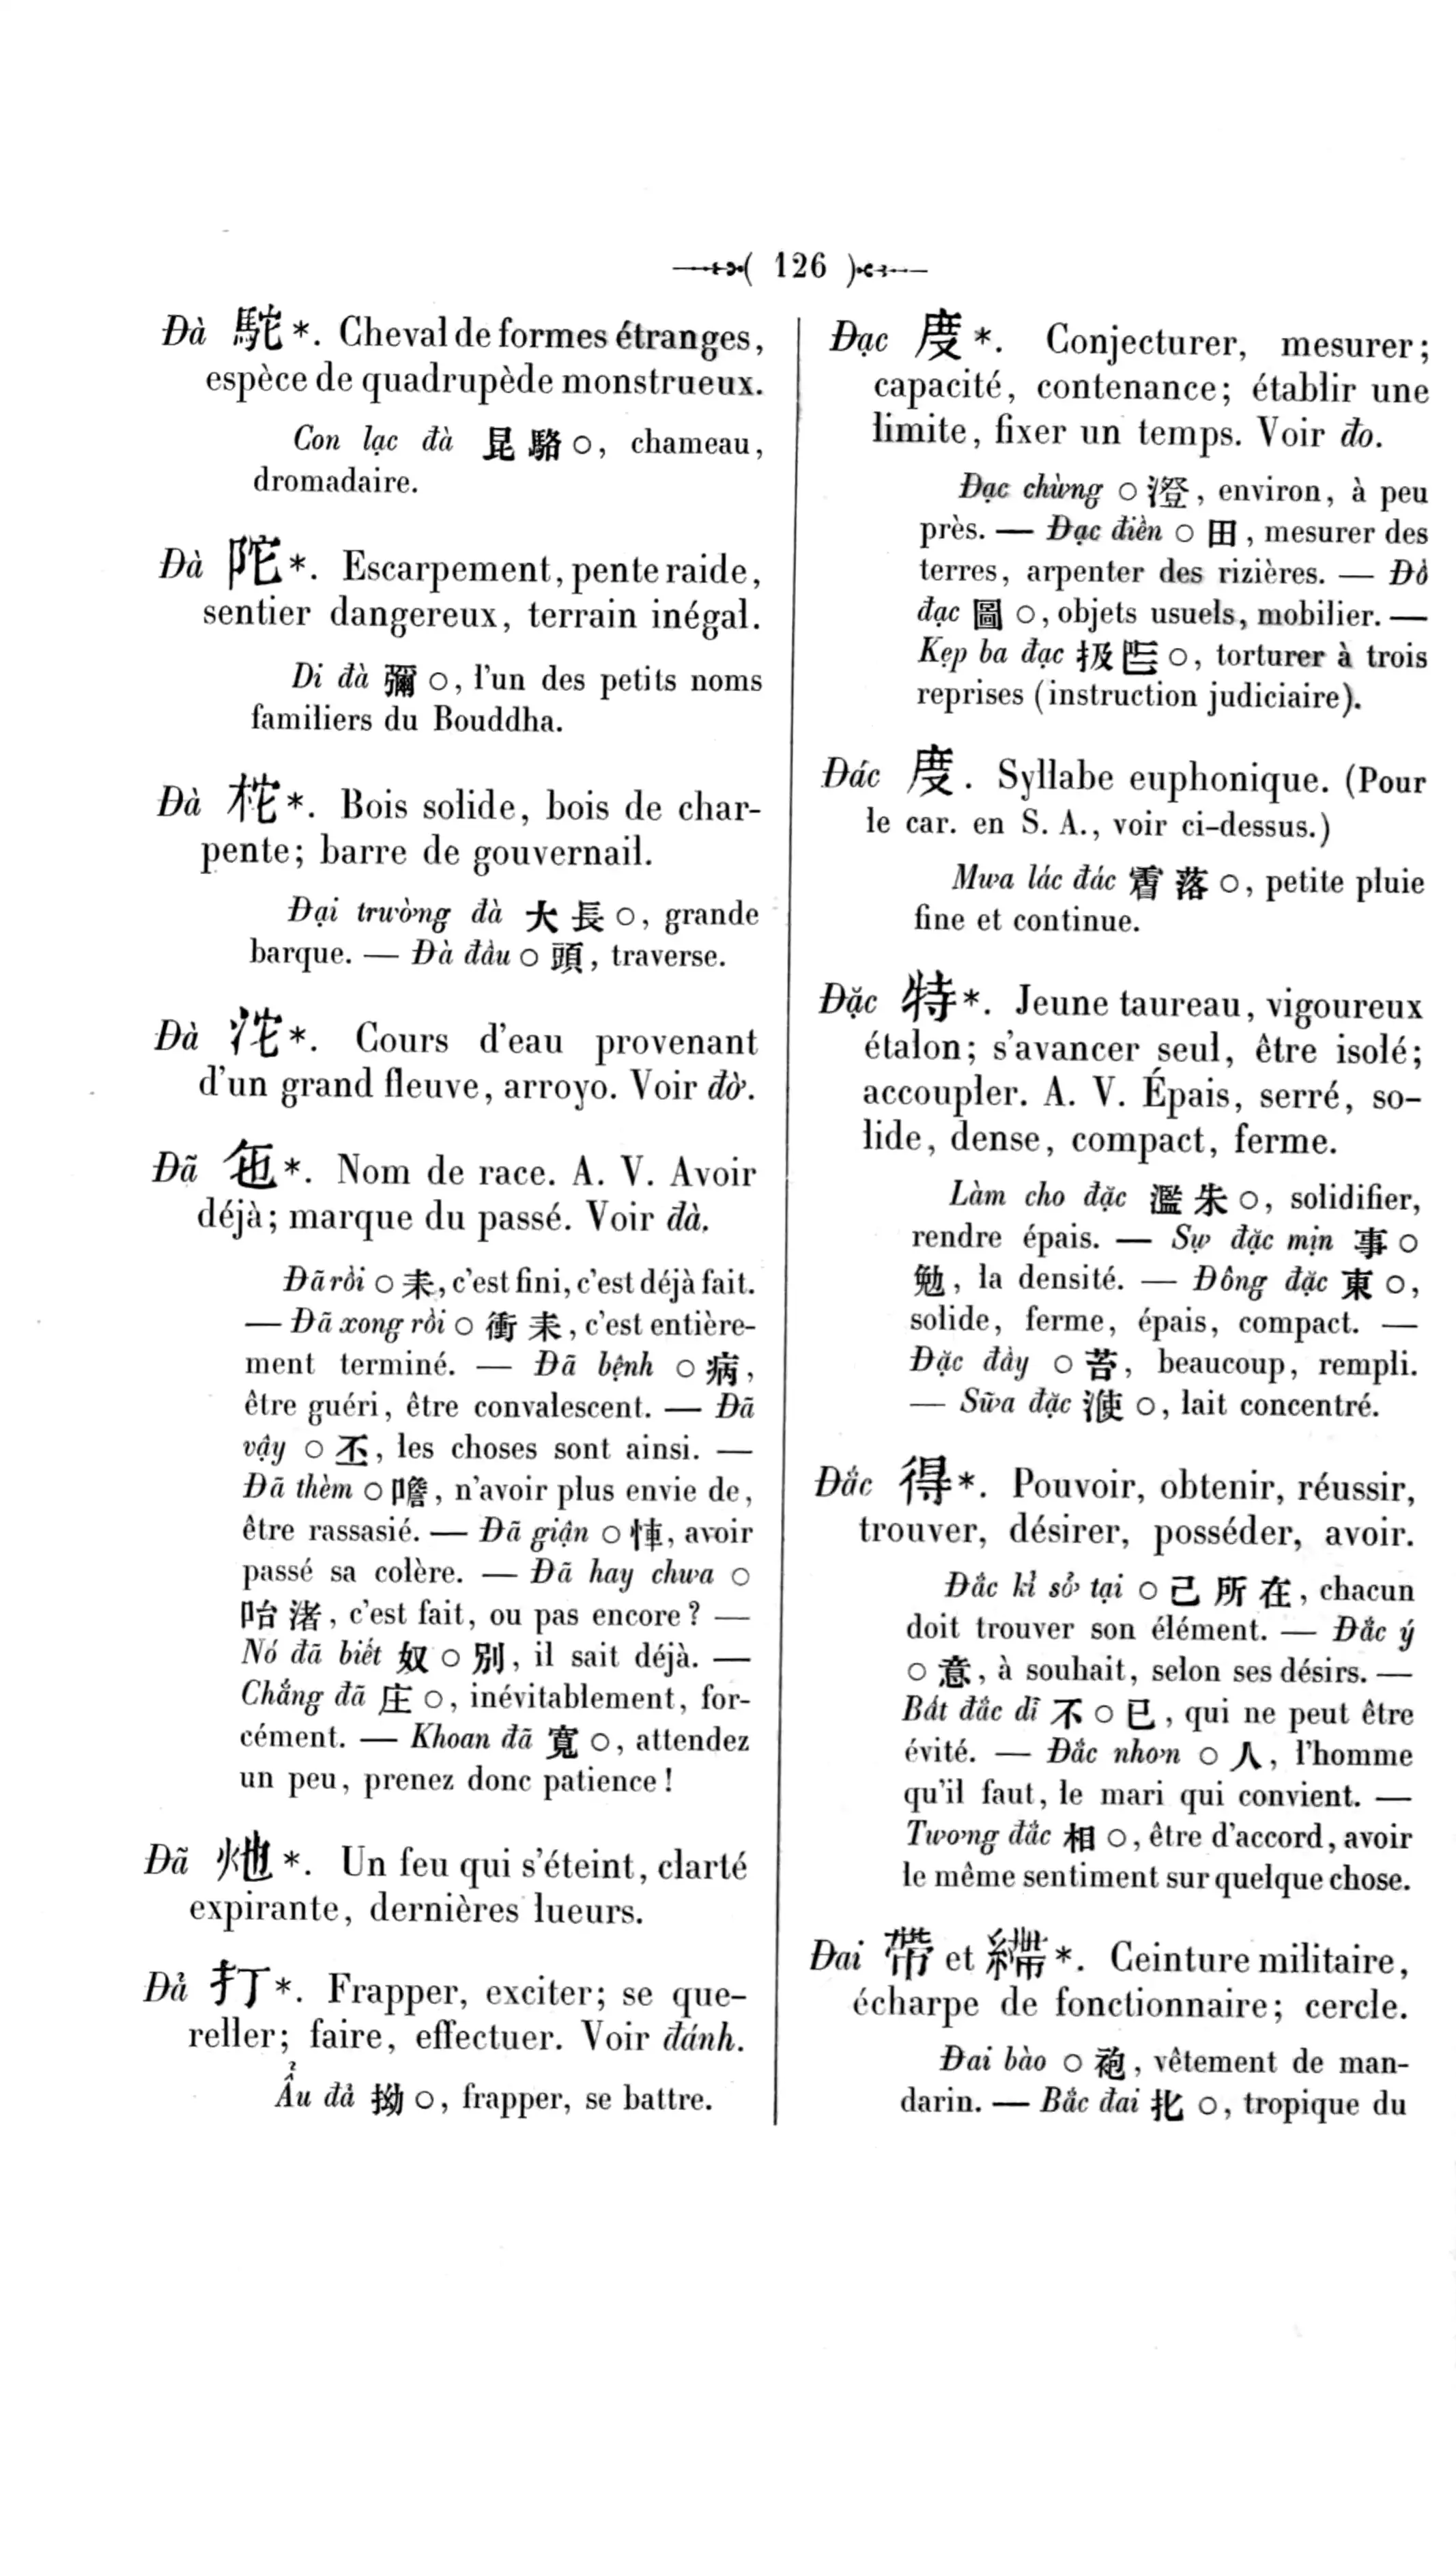 ( 126 )
Đà 駝 *. Cheval de formes étranges,
espèce de quadrupède monstrueux.
Con lạc đà 昆 駱 ○, chameau,
dromadaire.
Đà 陀 *. Escarpement, pente raide,
sentier dangereux, terrain inégal.
Di đà 彌 ○, l'un des petits noms
familiers du Bouddha.
Đà 柁 *. Bois solide, bois de char-
pente; barre de gouvernail.
Đại trường đà 大 長 ○, grande
barque. — Đà đầu ○ 頭, traverse.
Đà 沱 *. Cours d'eau provenant
d'un grand fleuve, arroyo. Voir đờ.
Đã *. Nom de race. A. V. Avoir
déjà; marque du passé. Voir đà.
Đã rồi ○ 耒, c'est fini, c'est déjà fait.
— Đã xong rồi ○ 衝 耒, c'est entière-
ment terminé. — Đã bệnh ○ 病,
être guéri, être convalescent. — Đã
vậy ○ 丕, les choses sont ainsi. —
Đã thèm ○ 噡, n'avoir plus envie de,
être rassasié. — Đã giận ○, avoir
passé sa colère. — Đã hay chưa ○
咍 渚, c'est fait, ou pas encore? —
Nó đã biết 奴 ○ 別, il sait déjà. —
Chẳng đã 庄 ○, inévitablement, for-
cément. — Khoan đã 寬 ○, attendez
un peu, prenez donc patience!
Đã 灺 *. Un feu qui s'éteint, clarté
expirante, dernières lueurs.
Đả 打 *. Frapper, exciter; se que-
reller; faire, effectuer. Voir đánh.
Ẩu đả 拗 ○, frapper, se battre.
Đạc 度 *. Conjecturer, mesurer;
capacité, contenance; établir une
limite, fixer un temps. Voir đo.
Đạc chừng ○ 澄, environ, à peu
près. — Đạc điền ○ 田, mesurer des
terres, arpenter des rizières. — Đồ
đạc 圖 ○, objets usuels, mobilier. —
Kẹp ba đạc 扱 ○, torturer à trois
reprises (instruction judiciaire).
Đác 度. Syllabe euphonique. (Pour
le car. en S. A., voir ci-dessus.)
Mưa lác đác 落 ○, petite pluie
fine et continue.
Đặc 特 *. Jeune taureau, vigoureux
étalon; s'avancer seul, être isolé;
accoupler. A. V. Épais, serré, so-
lide, dense, compact, ferme.
Làm cho đặc 濫 朱 ○, solidifier,
rendre épais. — Sự đặc mịn 事 ○
勉, la densité. — Đông đặc 東 ○,
solide, ferme, épais, compact. —
Đặc đầy ○ 苔, beaucoup, rempli.
— Sữa đặc ○, lait concentré.
Đắc 得 *. Pouvoir, obtenir, réussir,
trouver, désirer, posséder, avoir.
Đắc kỉ sở tại ○ 己 所 在, chacun
doit trouver son élément. — Đắc ý
○ 意, à souhait, selon ses désirs. —
Bất đắc dĩ 不 ○ 已, qui ne peut être
évité. — Đắc nhơn ○ 人, l'homme
qu'il faut, le mari qui convient. —
Tương đắc 相 ○, être d'accord, avoir
le même sentiment sur quelque chose.
Đai 帶 et 繃 *. Ceinture militaire,
écharpe de fonctionnaire; cercle.
Đai bào ○ 袍, vêtement de man-
darin. — Bắc đai 北 ○, tropique du